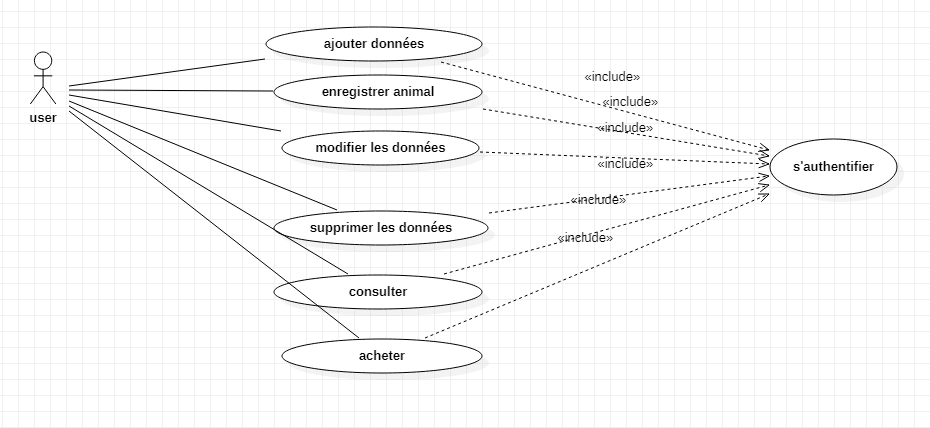 ajouter données
«include»
enregistrer animal
«include»
user
«include»
modifier les données
«include»
s'authentifier
«include»
supprimer les données
«include»
consulter
acheter